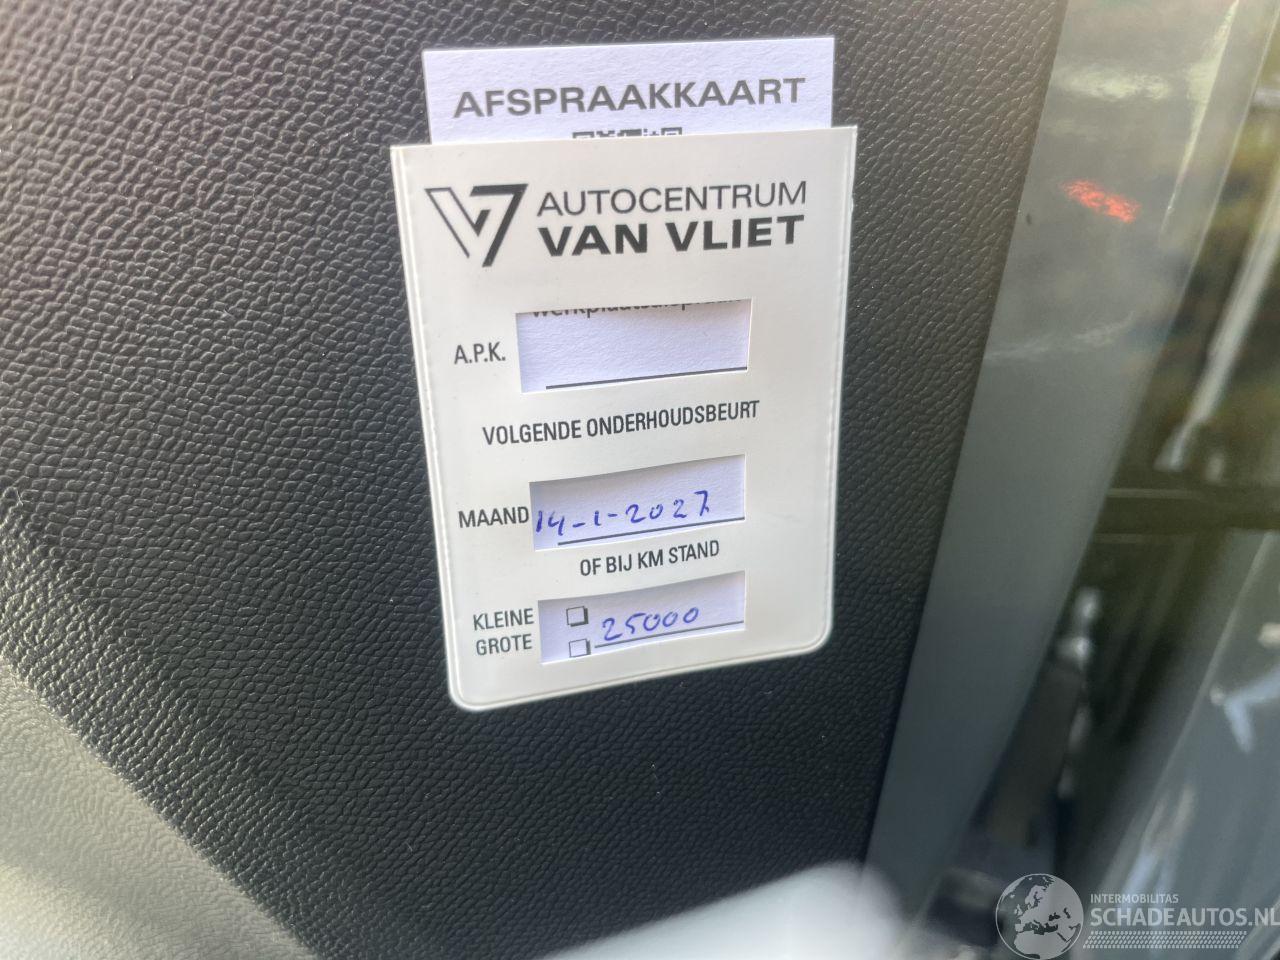 AFSPRAAKKAART
AUTOCENTRUM
VAN VLIET
A.P.K.
VOLGENDE ONDERHOUDSBEURT
MAAND 14-1-2027
OF BIJ KM STAND
KLEINE
GROTE 25000
INTERMOBILITAS
SCHADEAUTOS.NL